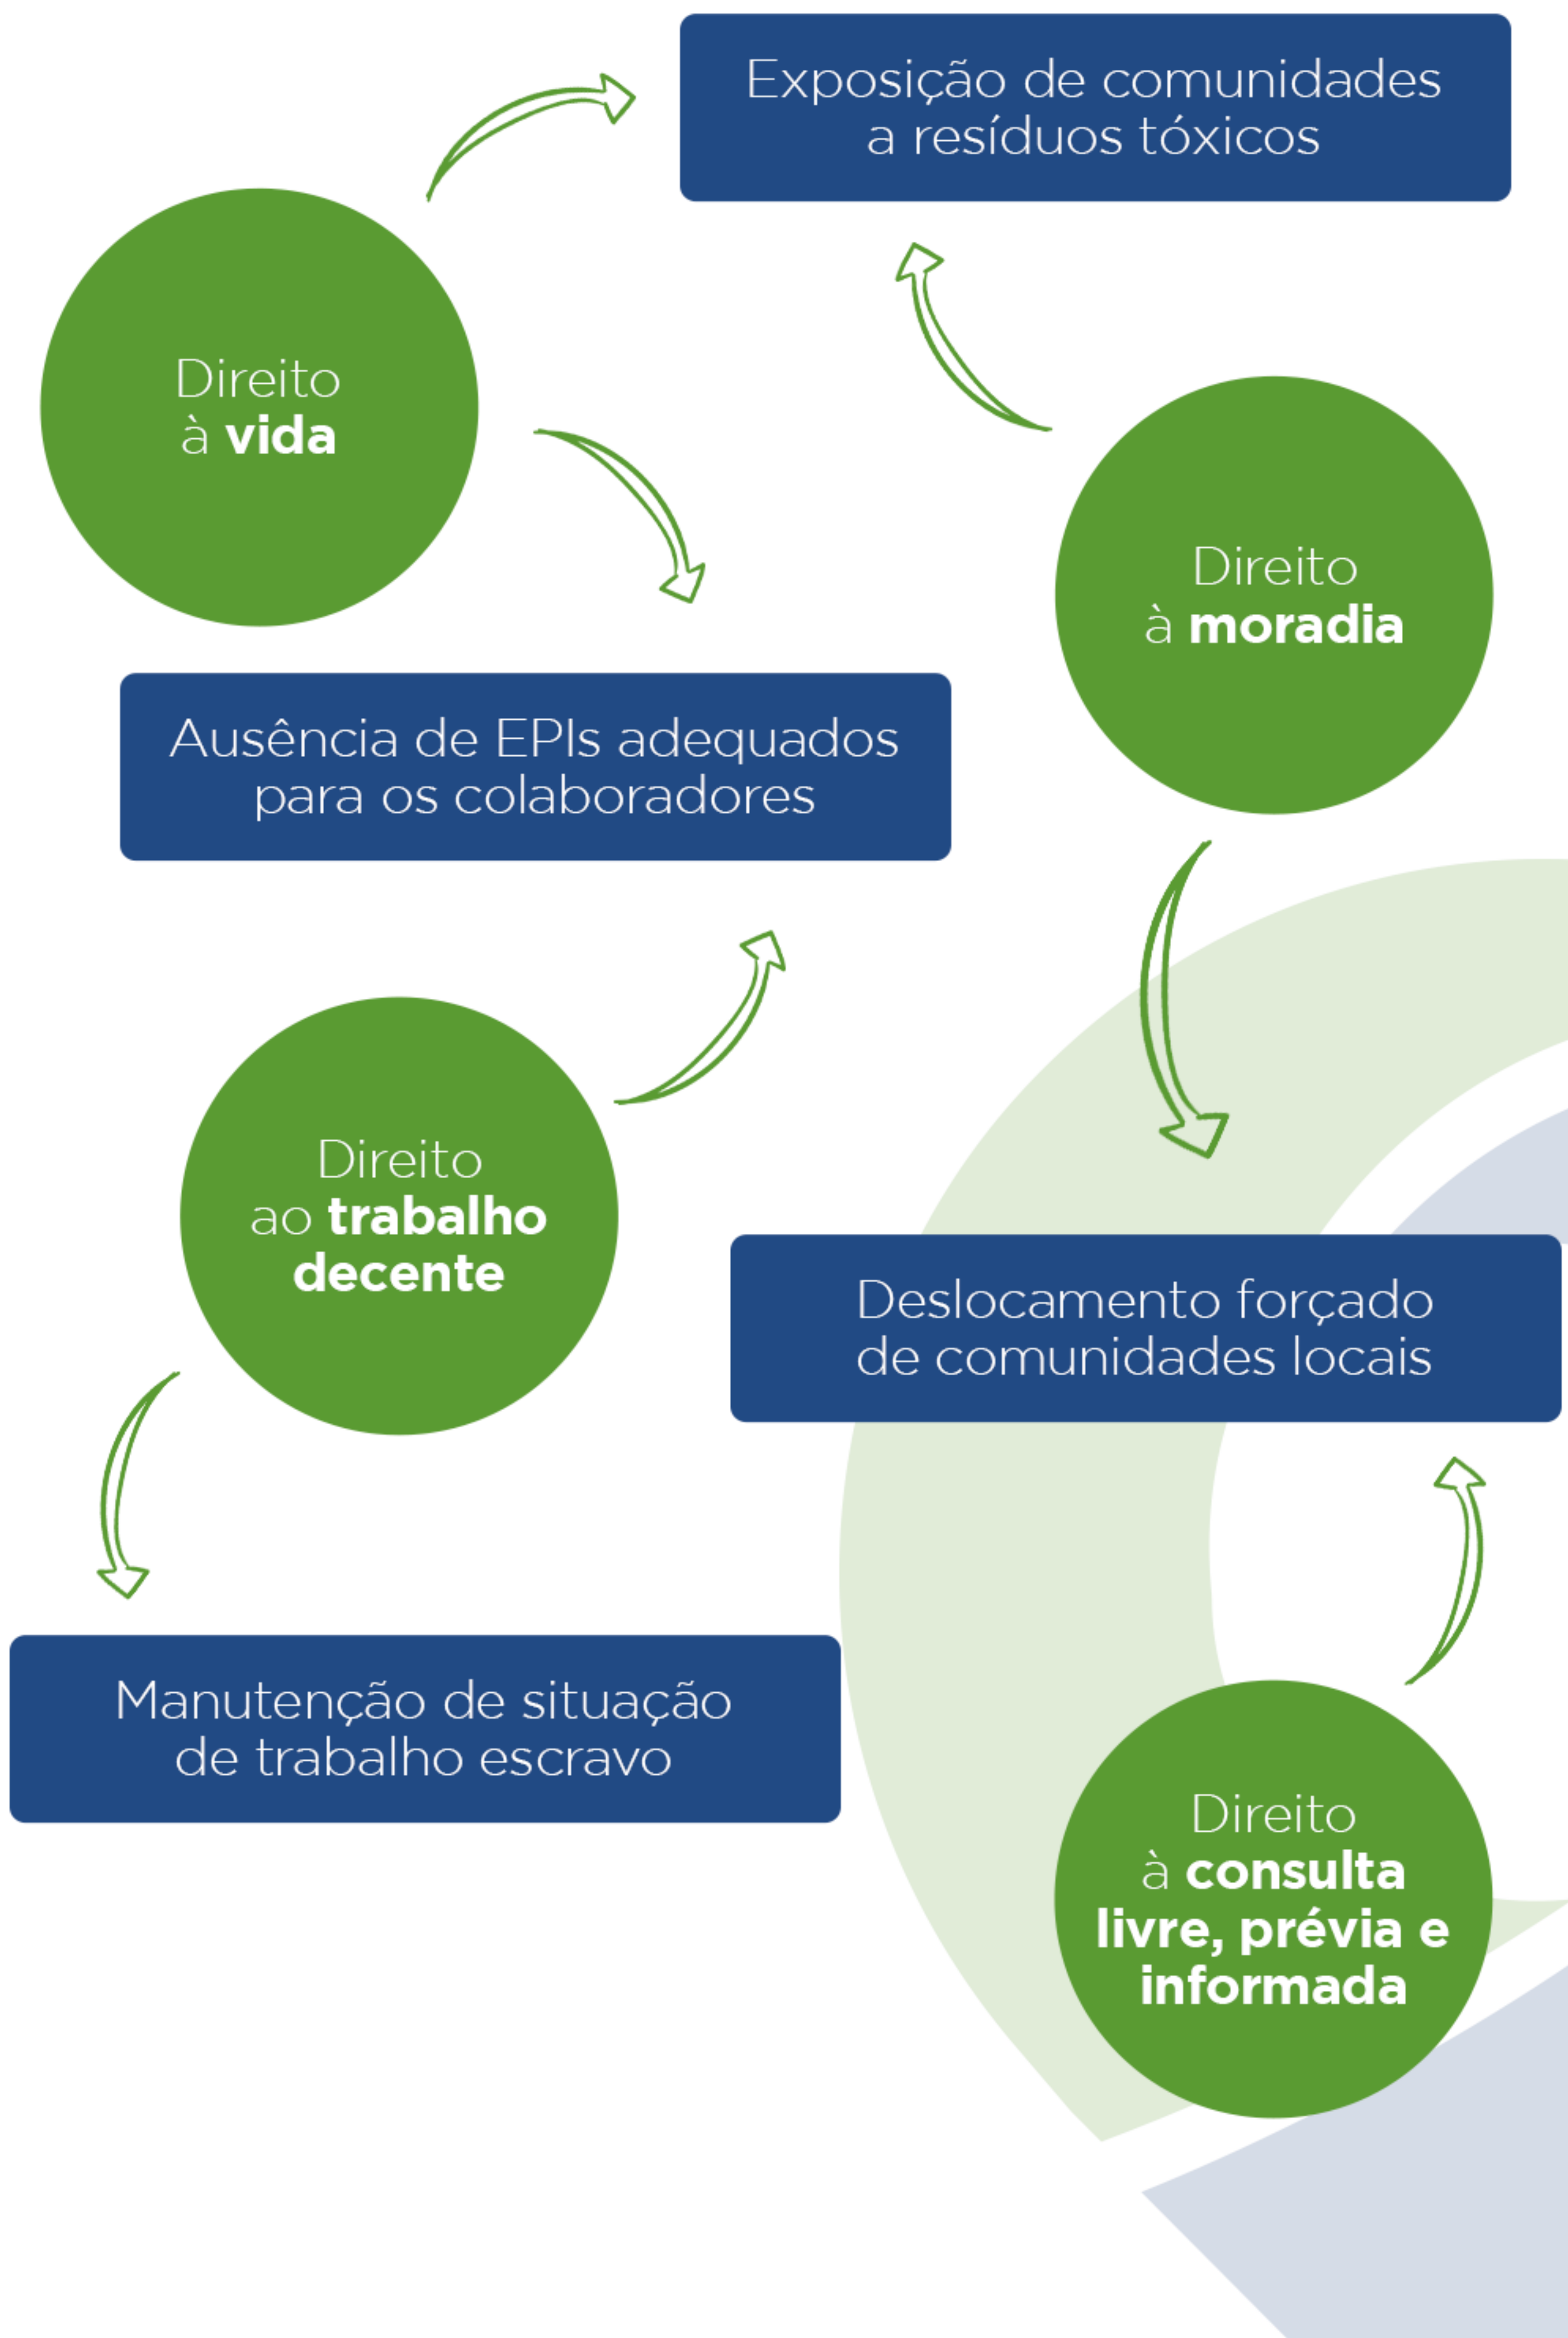 Exposição de comunidades
a resíduos tóxicos
Direito
à vida
Direito
à moradia
Ausência de EPIs adequados
para os colaboradores
Direito
ao trabalho
decente
Deslocamento forçado
de comunidades locais
Manutenção de situação
de trabalho escravo
Direito
à consulta
livre, prévia e
informada